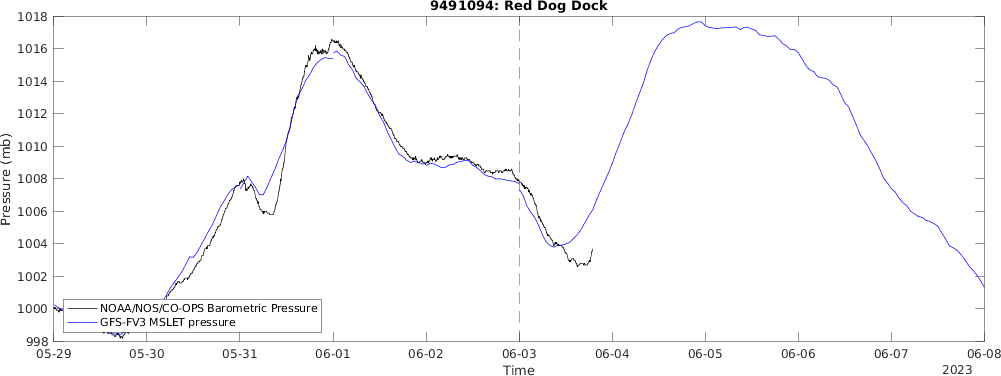 9491094: Red Dog Dock
1018
1016
1014
1012
1010
1008
1006
1004
1002
1000
998
Pressure (mb)
NOAA/NOS/CO-OPS Barometric Pressure
GFS-FV3 MSLET pressure
05-29 05-30 05-31 06-01 06-02 06-03 06-04 06-05 06-06 06-07 06-08
Time
2023